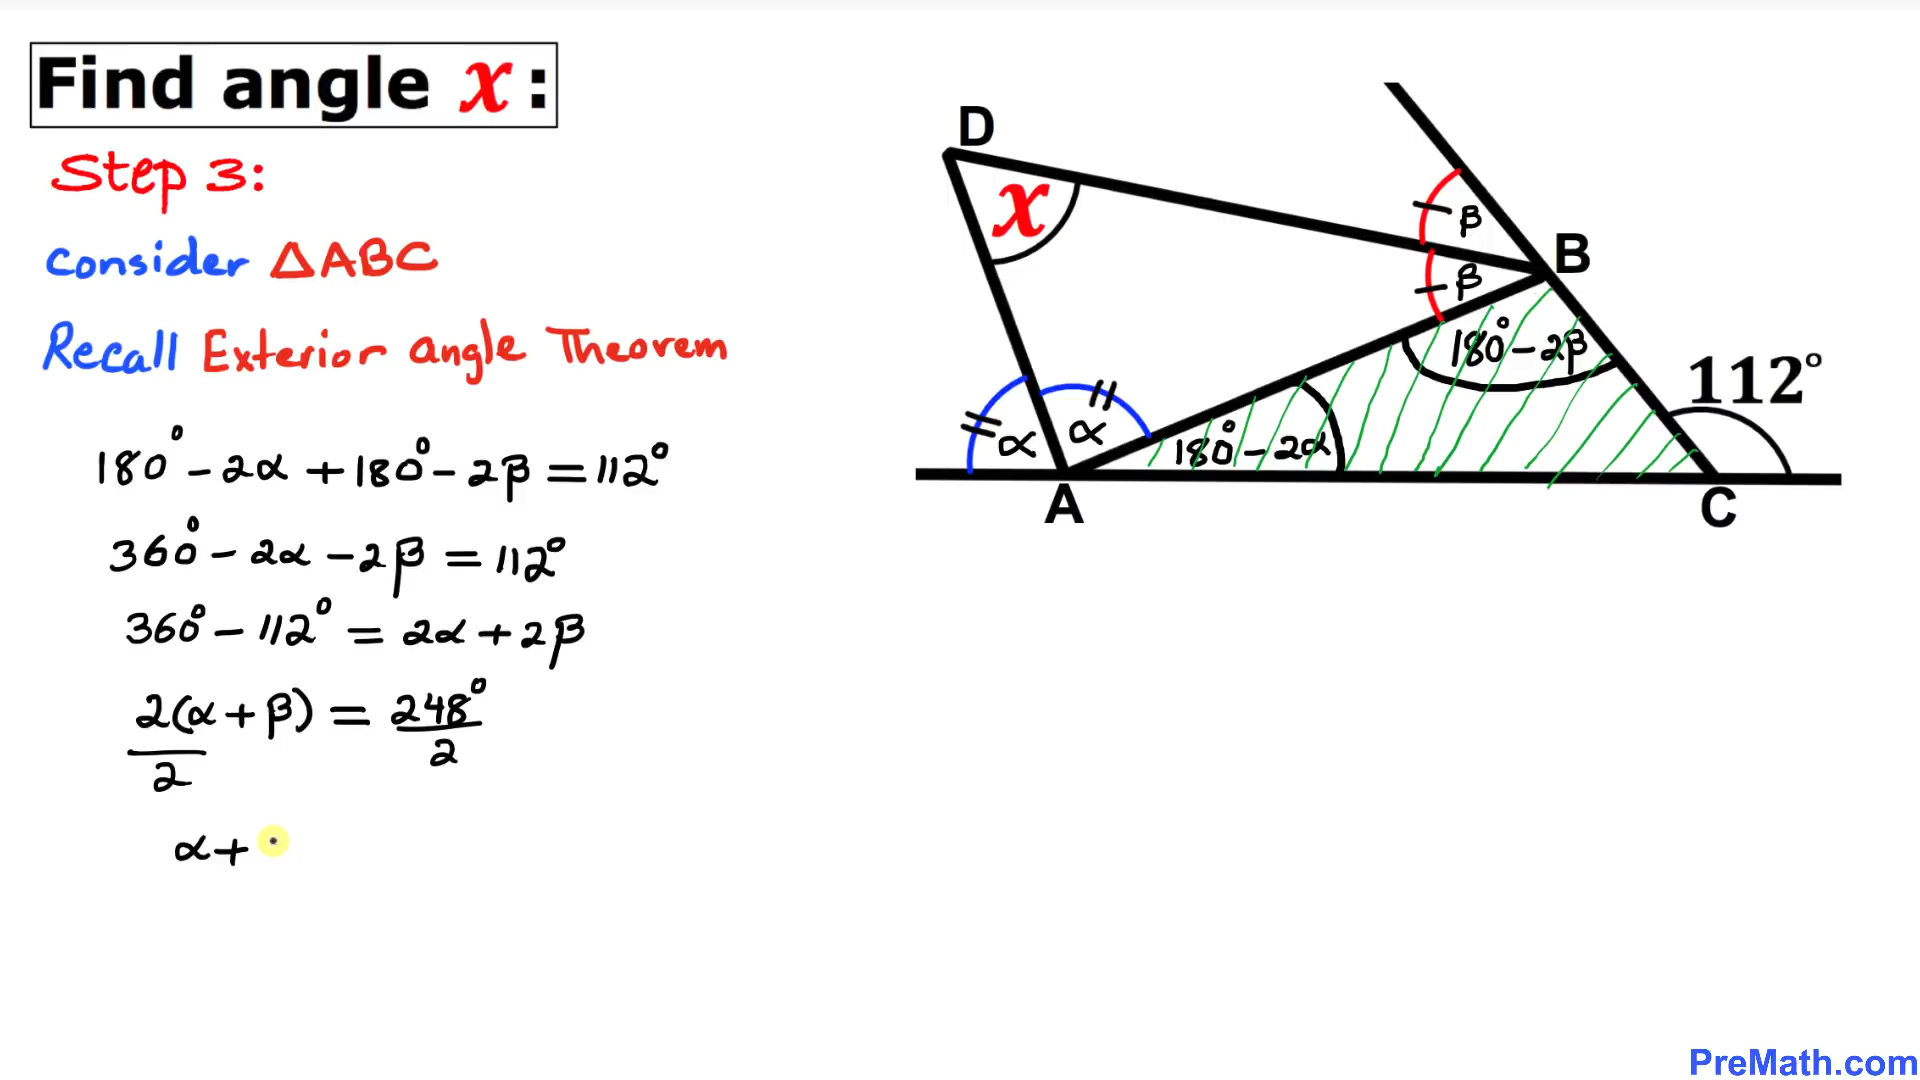 Find angle x:
Step 3:
Consider △ABC
Recall Exterior angle Theorem
180° - 2α + 180° - 2β = 112°
360° - 2α - 2β = 112°
360° - 112° = 2α + 2β
2(α + β) = 248°
2 2
α +
D
x
β
B
β
180° - 2β
112°
α
α
180° - 2α
A
C
PreMath.com